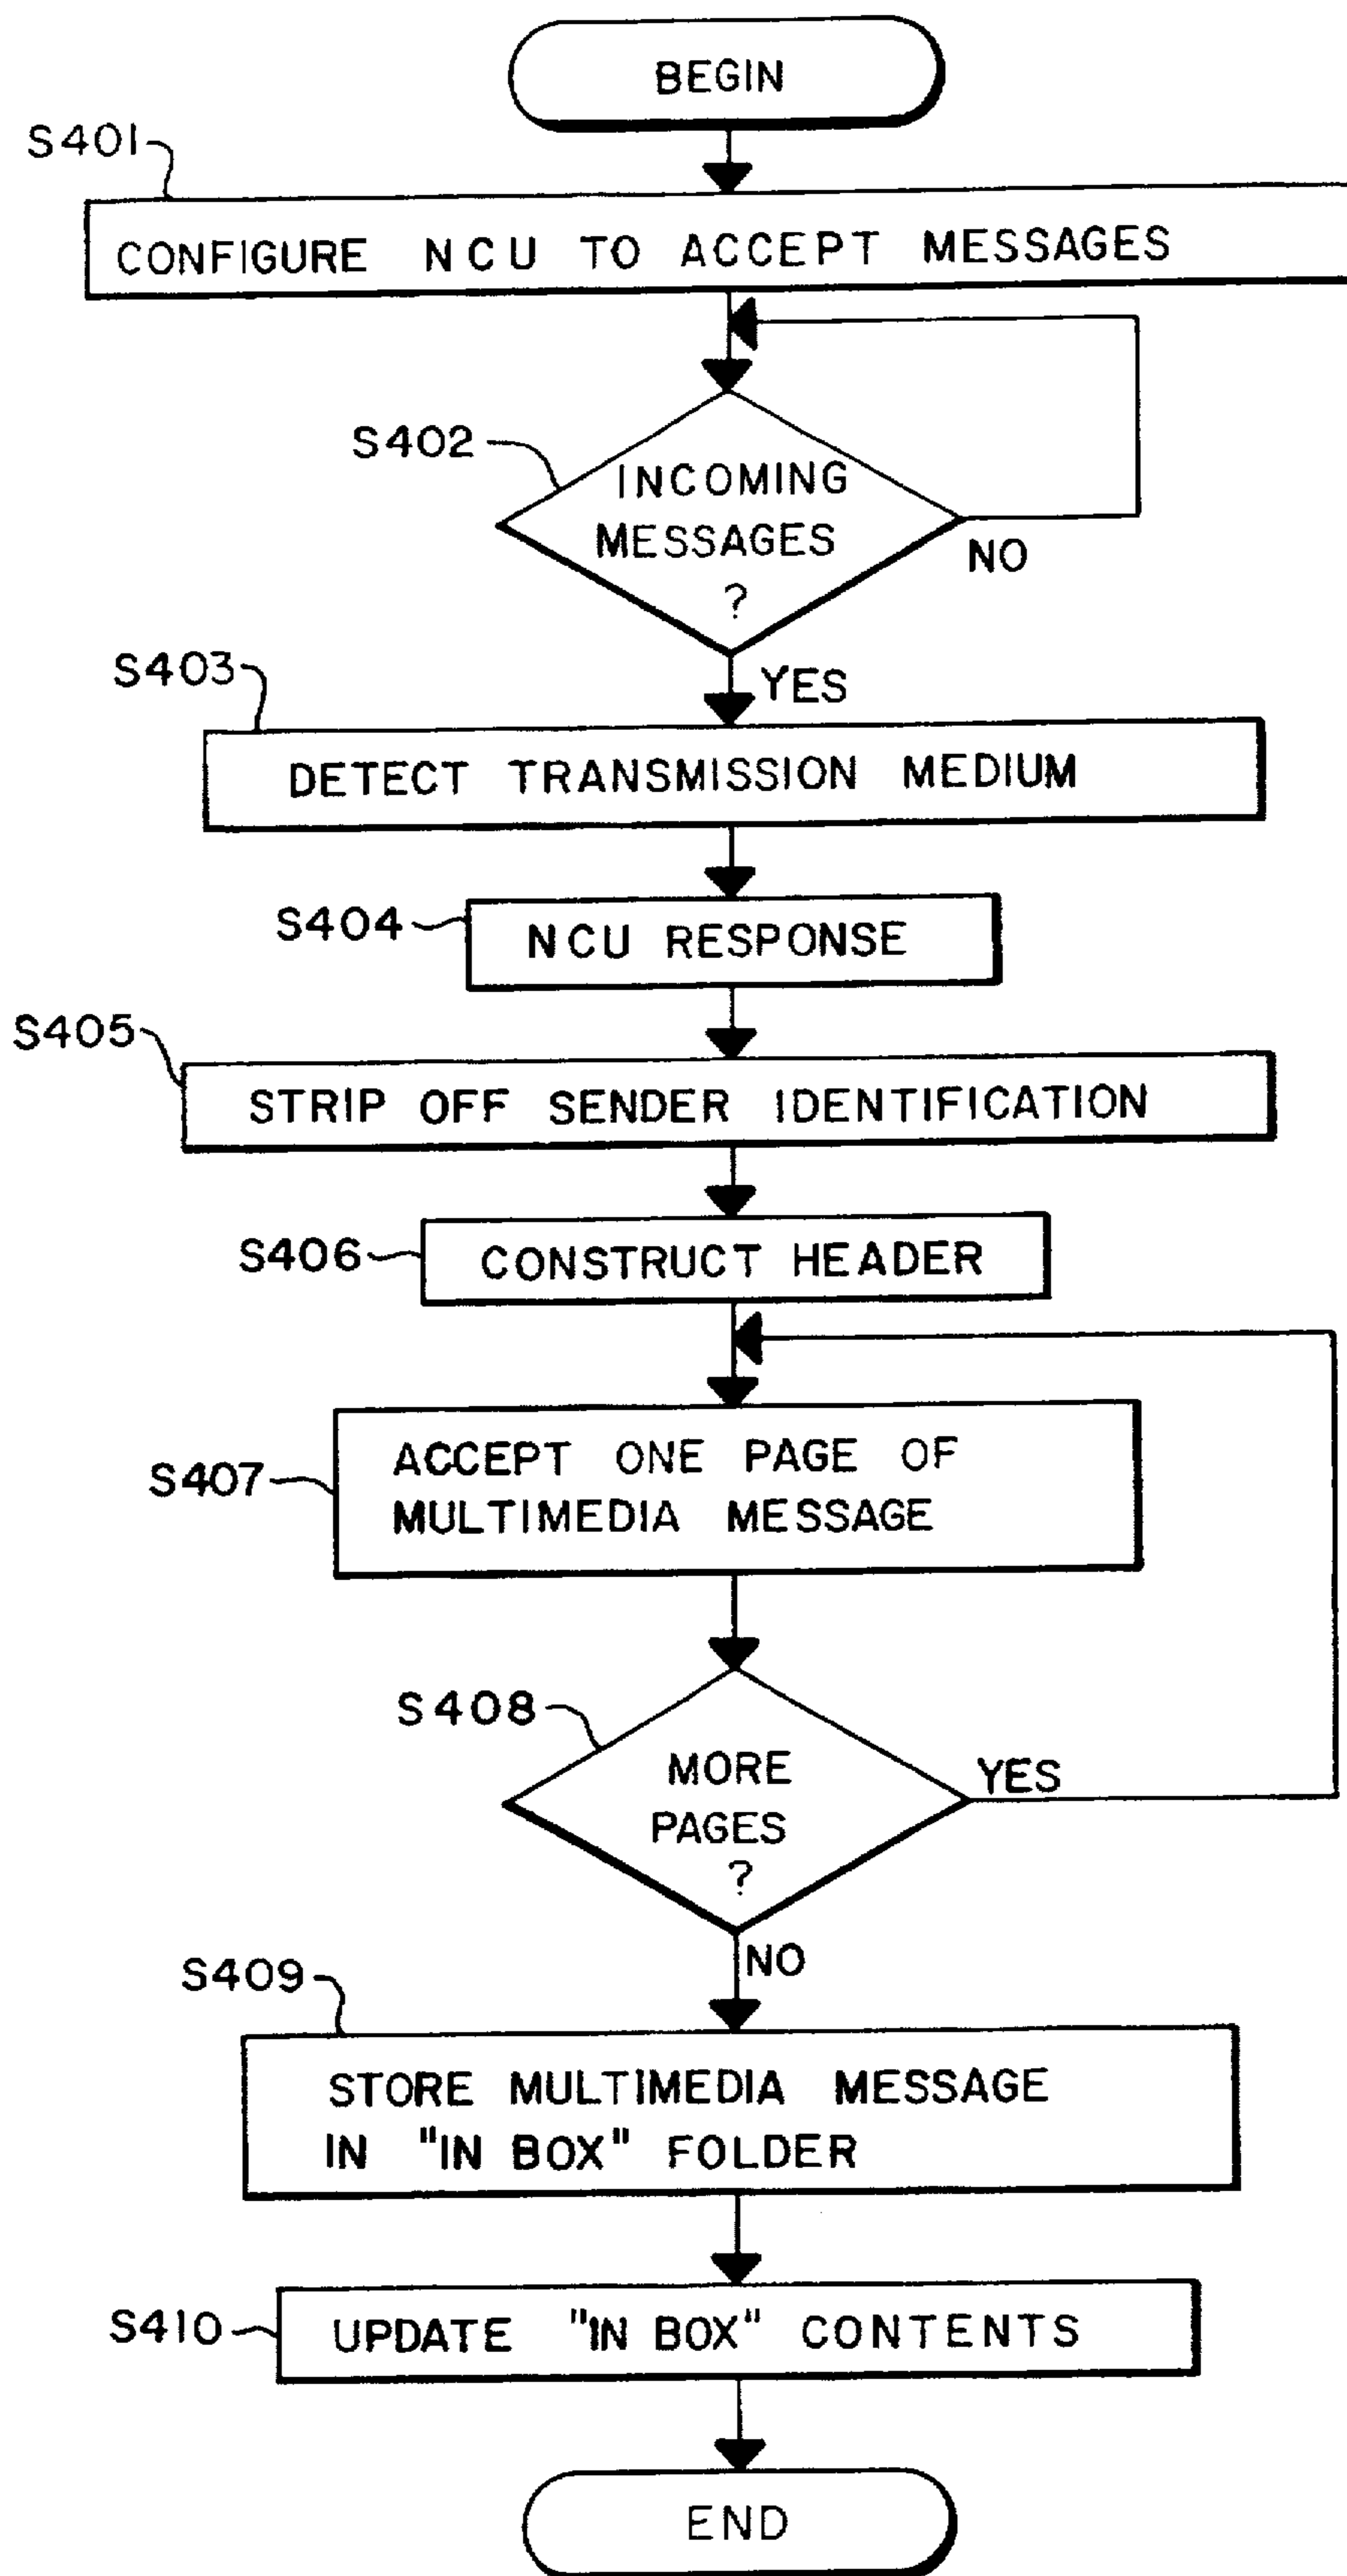 BEGIN
S401
CONFIGURE NCU TO ACCEPT MESSAGES
S402
INCOMING
MESSAGES
?
NO
YES
S403
DETECT TRANSMISSION MEDIUM
S404
NCU RESPONSE
S405
STRIP OFF SENDER IDENTIFICATION
S406
CONSTRUCT HEADER
S407
ACCEPT ONE PAGE OF
MULTIMEDIA MESSAGE
S408
MORE
PAGES
?
YES
NO
S409
STORE MULTIMEDIA MESSAGE
IN "IN BOX" FOLDER
S410
UPDATE "IN BOX" CONTENTS
END